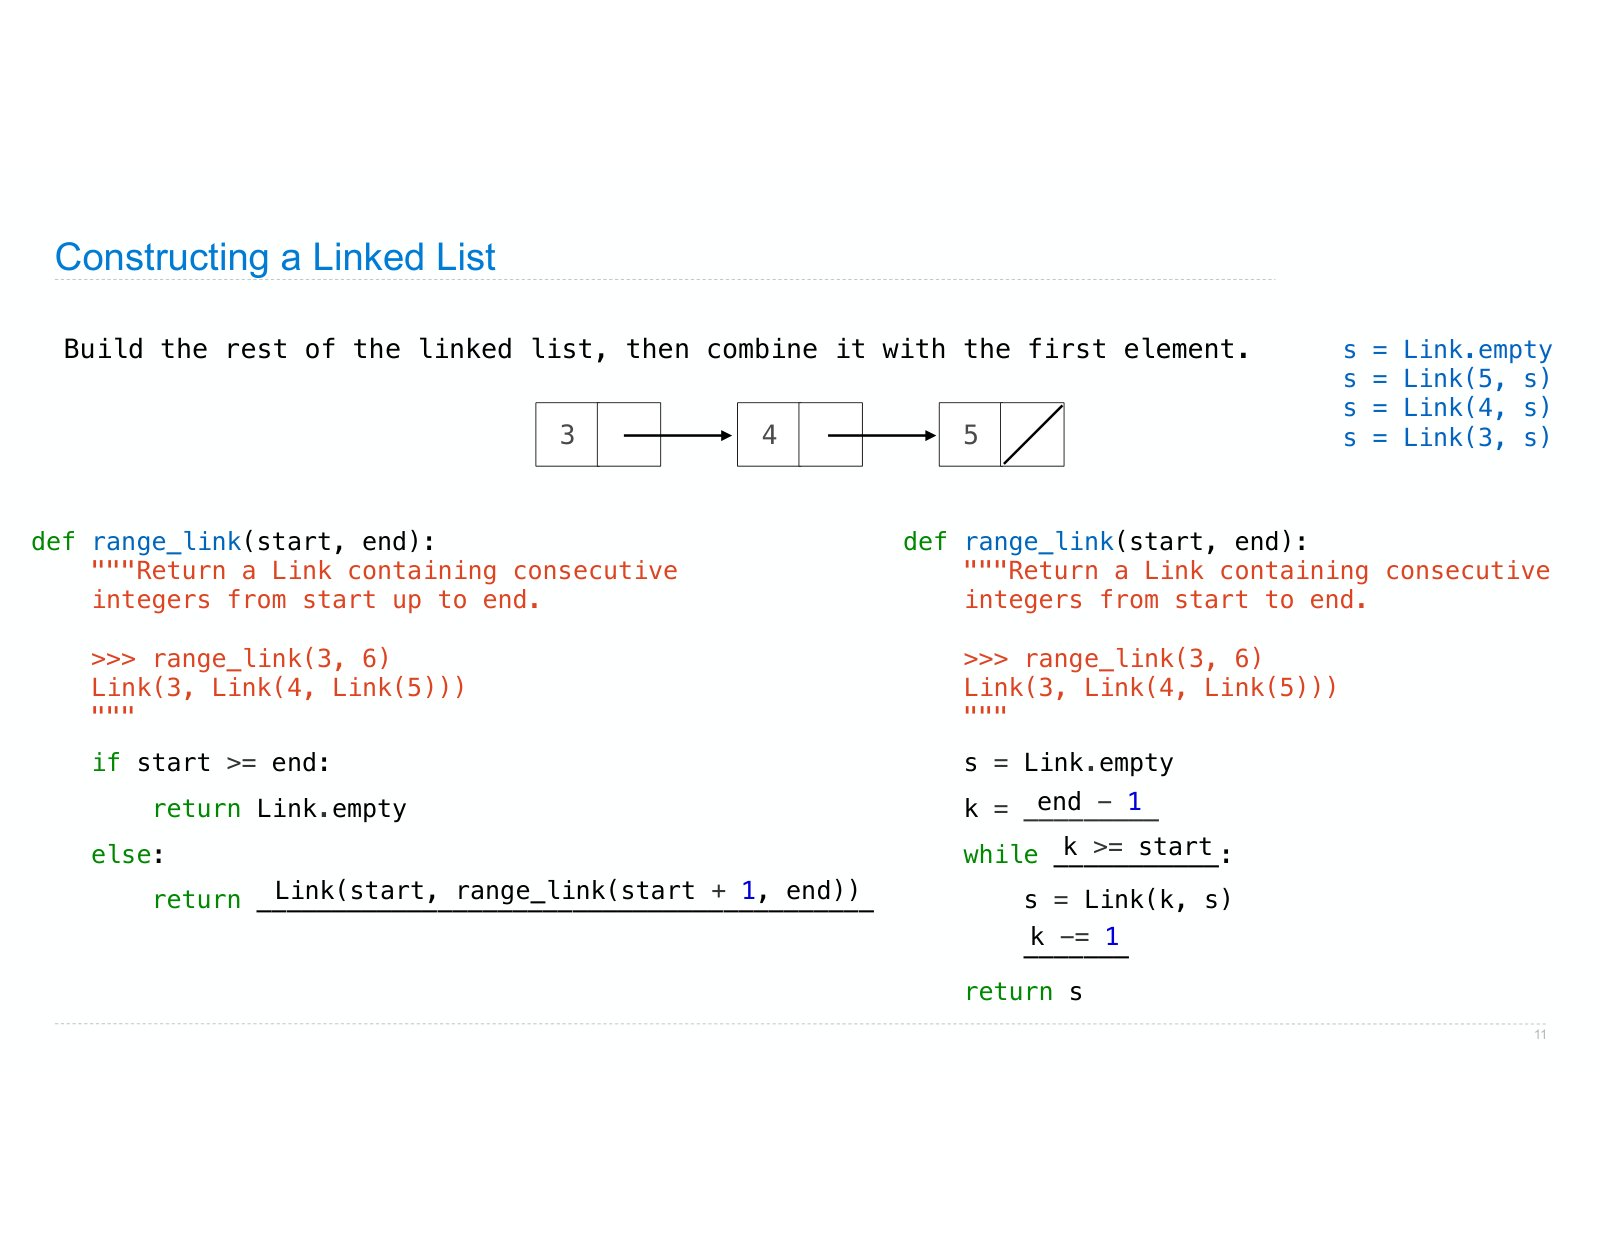 Constructing a Linked List
Build the rest of the linked list, then combine it with the first element.
s = Link.empty
s = Link(5, s)
s = Link(4, s)
s = Link(3, s)
3
4
5
def range_link(start, end):
    """Return a Link containing consecutive
    integers from start up to end.

    >>> range_link(3, 6)
    Link(3, Link(4, Link(5)))
    """
    if start >= end:
        return Link.empty
    else:
        return Link(start, range_link(start + 1, end))
def range_link(start, end):
    """Return a Link containing consecutive
    integers from start to end.

    >>> range_link(3, 6)
    Link(3, Link(4, Link(5)))
    """
    s = Link.empty
    k = end - 1
    while k >= start:
        s = Link(k, s)
        k -= 1
    return s
11